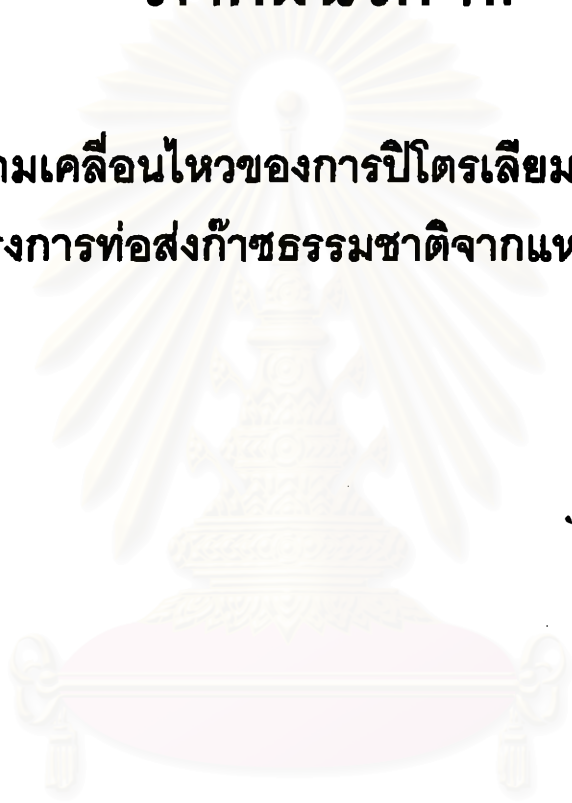 ามเคลื่อนไหวของการปิโตรเลียม
รงการท่อส่งก๊าซธรรมชาติจากแห